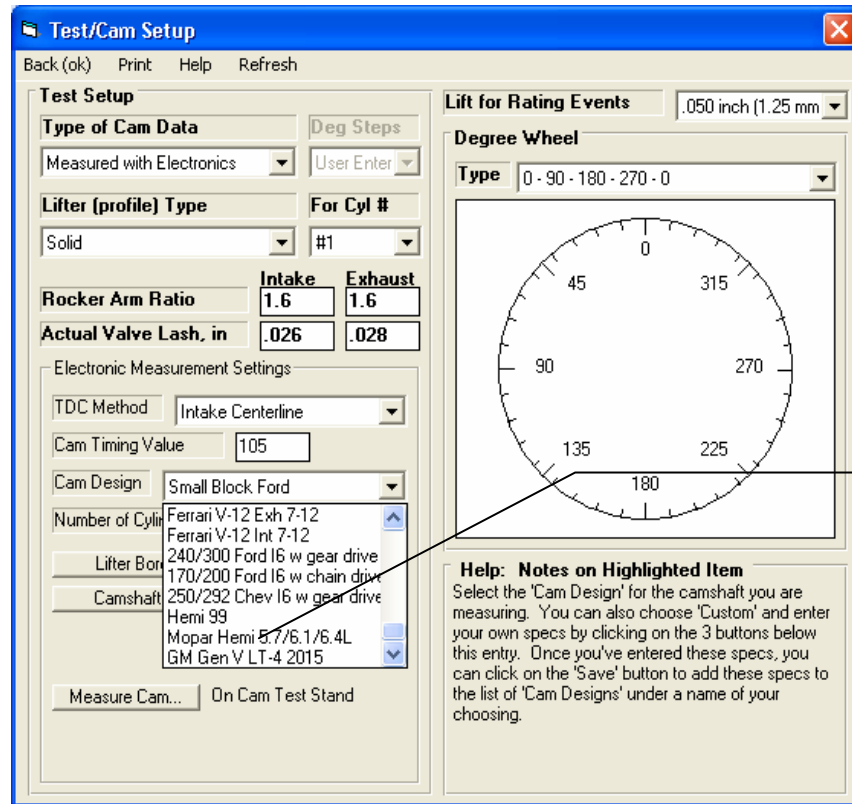 Test/Cam Setup
Back (ok) Print Help Refresh
Test Setup
Type of Cam Data Deg Steps
Measured with Electronics User Enter
Lifter (profile) Type For Cyl #
Solid #1
Intake Exhaust
Rocker Arm Ratio 1.6 1.6
Actual Valve Lash, in .026 .028
Electronic Measurement Settings
TDC Method Intake Centerline
Cam Timing Value 105
Cam Design Small Block Ford
Number of Cylin
Lifter Bor
Camshaft
Ferrari V-12 Exh 7-12
Ferrari V-12 Int 7-12
240/300 Ford I6 w gear drive
170/200 Ford I6 w chain drive
250/292 Chev I6 w gear drive
Hemi 99
Mopar Hemi 5.7/6.1/6.4L
GM Gen V LT-4 2015
Measure Cam... On Cam Test Stand
Lift for Rating Events .050 inch (1.25 mm
Degree Wheel
Type 0 - 90 - 180 - 270 - 0
0
45 315
90 270
135 225
180
Help: Notes on Highlighted Item
Select the 'Cam Design' for the camshaft you are
measuring. You can also choose 'Custom' and enter
your own specs by clicking on the 3 buttons below
this entry. Once you've entered these specs, you
can click on the 'Save' button to add these specs to
the list of 'Cam Designs' under a name of your
choosing.